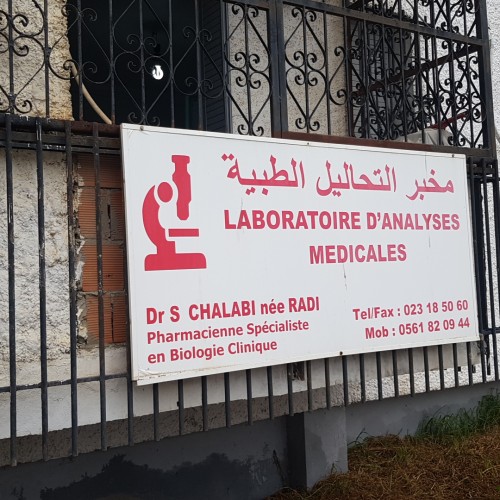 مخبر التحاليل الطبية
LABORATOIRE D'ANALYSES
MEDICALES
Dr S CHALABI née RADI
Pharmacienne Spécialiste
en Biologie Clinique
Tel/Fax : 023 18 50 60
Mob : 0561 82 09 44